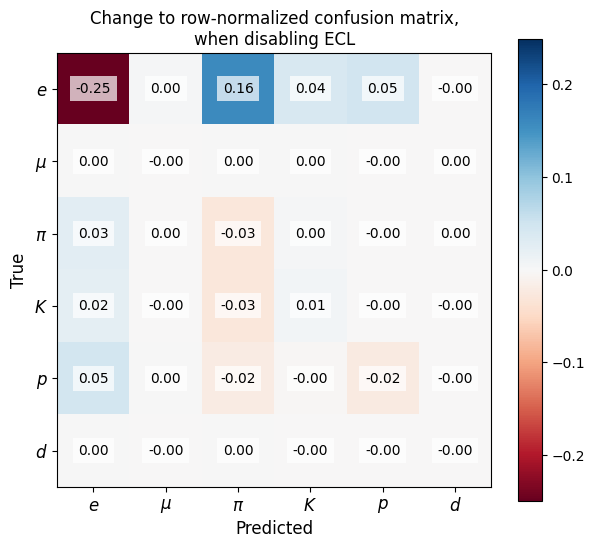 Change to row-normalized confusion matrix,
when disabling ECL
e -0.25 0.00 0.16 0.04 0.05 -0.00
μ 0.00 -0.00 0.00 0.00 -0.00 0.00
π 0.03 0.00 -0.03 0.00 -0.00 0.00
K 0.02 -0.00 -0.03 0.01 -0.00 -0.00
p 0.05 0.00 -0.02 -0.00 -0.02 -0.00
d 0.00 -0.00 0.00 -0.00 -0.00 -0.00
e μ π K p d
Predicted
True
0.2
0.1
0.0
−0.1
−0.2